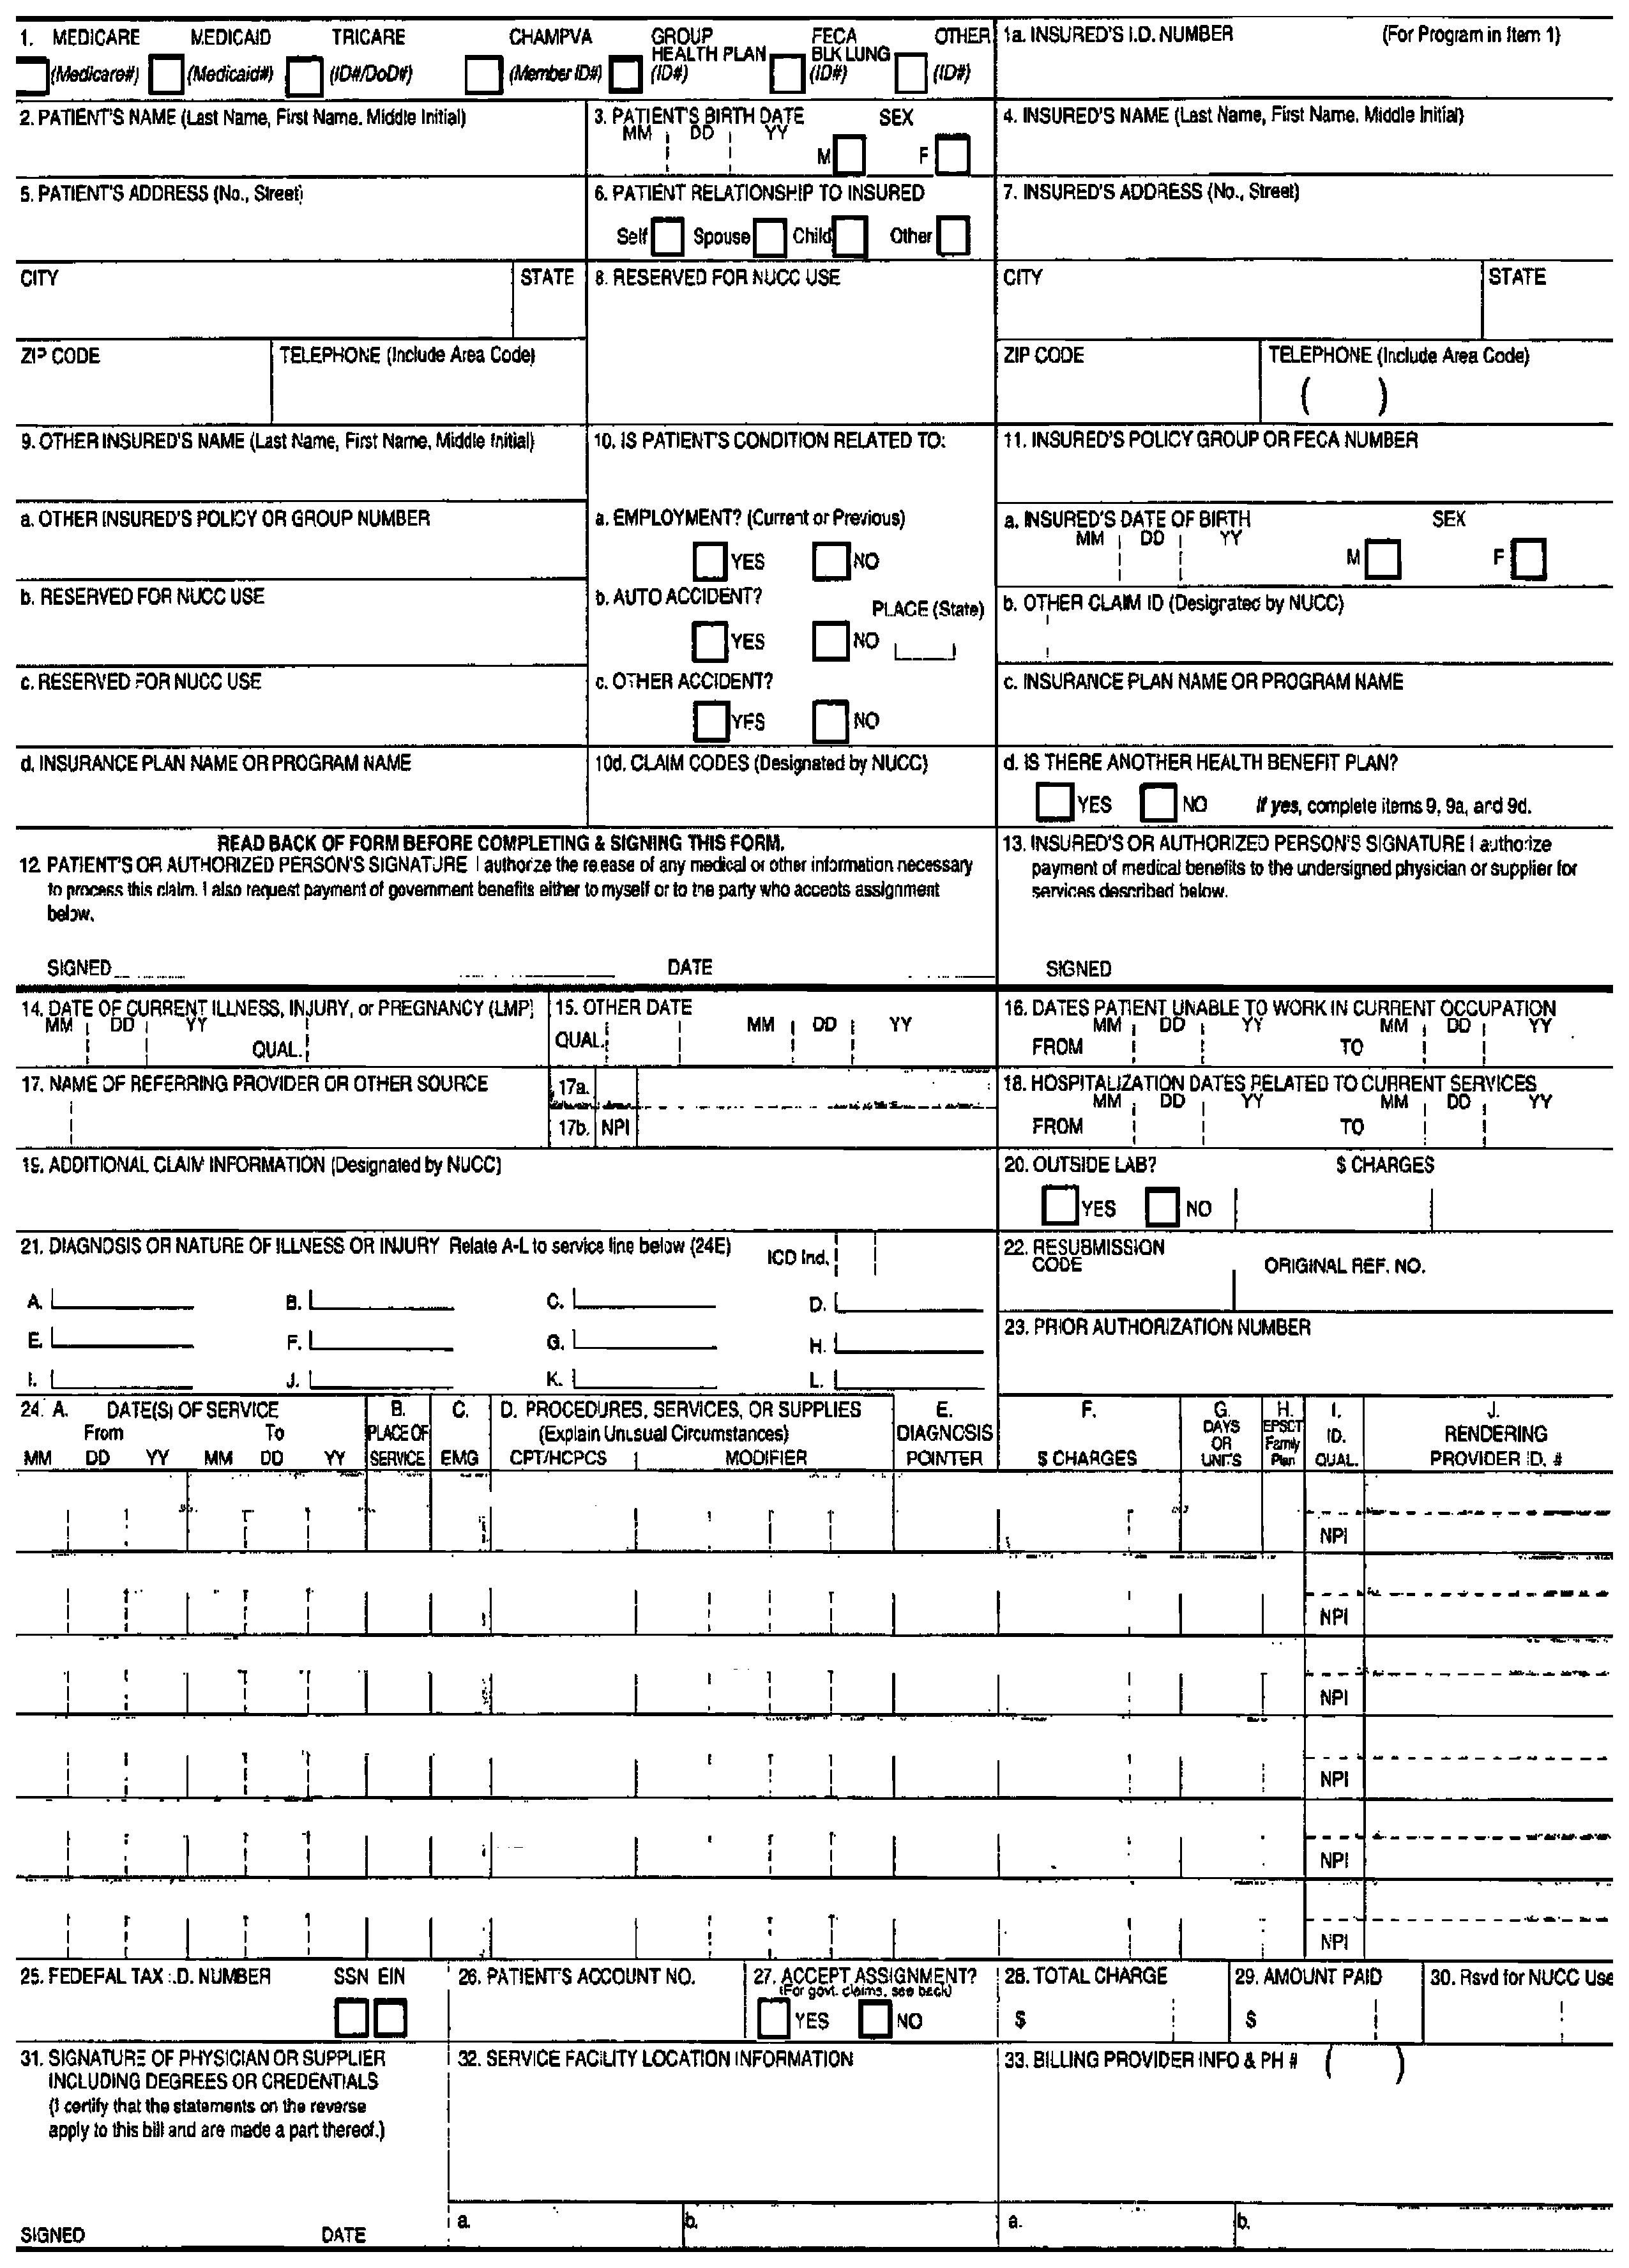 1. MEDICARE MEDICAID TRICARE CHAMPVA GROUP HEALTH PLAN FECA BLK LUNG OTHER
(Medicare#) (Medicaid#) (ID#/DoD#) (Member ID#) (ID#) (ID#) (ID#)
1a. INSURED'S I.D. NUMBER (For Program in Item 1)
2. PATIENT'S NAME (Last Name, First Name, Middle Initial)
3. PATIENT'S BIRTH DATE SEX
MM DD YY M F
4. INSURED'S NAME (Last Name, First Name, Middle Initial)
5. PATIENT'S ADDRESS (No., Street)
6. PATIENT RELATIONSHIP TO INSURED
Self Spouse Child Other
7. INSURED'S ADDRESS (No., Street)
CITY STATE
8. RESERVED FOR NUCC USE
CITY STATE
ZIP CODE TELEPHONE (Include Area Code)
ZIP CODE TELEPHONE (Include Area Code)
( )
9. OTHER INSURED'S NAME (Last Name, First Name, Middle Initial)
10. IS PATIENT'S CONDITION RELATED TO:
11. INSURED'S POLICY GROUP OR FECA NUMBER
a. OTHER INSURED'S POLICY OR GROUP NUMBER
a. EMPLOYMENT? (Current or Previous)
YES NO
a. INSURED'S DATE OF BIRTH SEX
MM DD YY M F
b. RESERVED FOR NUCC USE
b. AUTO ACCIDENT? PLACE (State)
YES NO
b. OTHER CLAIM ID (Designated by NUCC)
c. RESERVED FOR NUCC USE
c. OTHER ACCIDENT?
YES NO
c. INSURANCE PLAN NAME OR PROGRAM NAME
d. INSURANCE PLAN NAME OR PROGRAM NAME
10d. CLAIM CODES (Designated by NUCC)
d. IS THERE ANOTHER HEALTH BENEFIT PLAN?
YES NO If yes, complete items 9, 9a, and 9d.
READ BACK OF FORM BEFORE COMPLETING & SIGNING THIS FORM.
12. PATIENT'S OR AUTHORIZED PERSON'S SIGNATURE I authorize the release of any medical or other information necessary
to process this claim. I also request payment of government benefits either to myself or to the party who accepts assignment
below.
SIGNED DATE
13. INSURED'S OR AUTHORIZED PERSON'S SIGNATURE I authorize
payment of medical benefits to the undersigned physician or supplier for
services described below.
SIGNED
14. DATE OF CURRENT ILLNESS, INJURY, or PREGNANCY (LMP)
MM DD YY QUAL.
15. OTHER DATE
QUAL. MM DD YY
16. DATES PATIENT UNABLE TO WORK IN CURRENT OCCUPATION
MM DD YY MM DD YY
FROM TO
17. NAME OF REFERRING PROVIDER OR OTHER SOURCE
17a.
17b. NPI
18. HOSPITALIZATION DATES RELATED TO CURRENT SERVICES
MM DD YY MM DD YY
FROM TO
19. ADDITIONAL CLAIM INFORMATION (Designated by NUCC)
20. OUTSIDE LAB? $ CHARGES
YES NO
21. DIAGNOSIS OR NATURE OF ILLNESS OR INJURY Relate A-L to service line below (24E) ICD Ind.
A. B. C. D.
E. F. G. H.
I. J. K. L.
22. RESUBMISSION
CODE ORIGINAL REF. NO.
23. PRIOR AUTHORIZATION NUMBER
24. A. DATE(S) OF SERVICE
From To
MM DD YY MM DD YY
B.
PLACE OF
SERVICE
C.
EMG
D. PROCEDURES, SERVICES, OR SUPPLIES
(Explain Unusual Circumstances)
CPT/HCPCS MODIFIER
E.
DIAGNOSIS
POINTER
F.
$ CHARGES
G.
DAYS
OR
UNITS
H.
EPSCT
Family
Plan
I.
ID.
QUAL.
J.
RENDERING
PROVIDER ID. #
NPI
NPI
NPI
NPI
NPI
NPI
25. FEDERAL TAX I.D. NUMBER SSN EIN
26. PATIENT'S ACCOUNT NO.
27. ACCEPT ASSIGNMENT?
(For govt. claims, see back)
YES NO
28. TOTAL CHARGE
$
29. AMOUNT PAID
$
30. Rsvd for NUCC Use
31. SIGNATURE OF PHYSICIAN OR SUPPLIER
INCLUDING DEGREES OR CREDENTIALS
(I certify that the statements on the reverse
apply to this bill and are made a part thereof.)
SIGNED DATE
32. SERVICE FACILITY LOCATION INFORMATION
a. b.
33. BILLING PROVIDER INFO & PH # ( )
a. b.